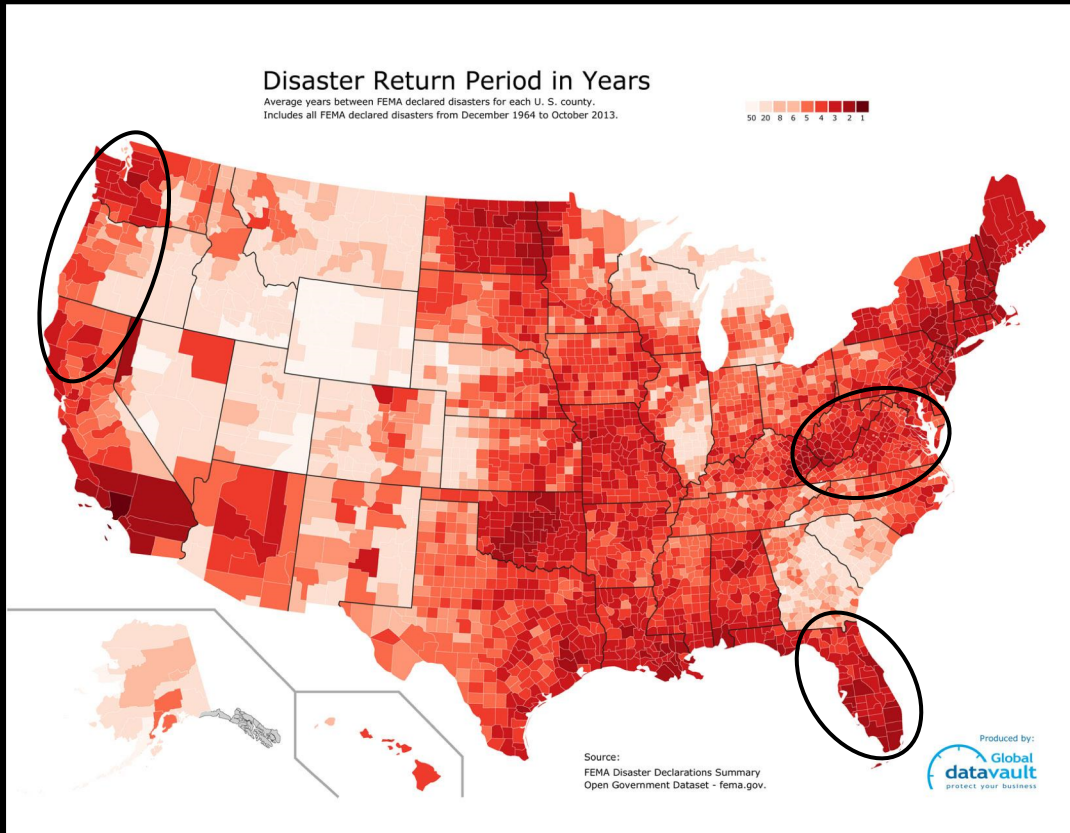 Disaster Return Period in Years
Average years between FEMA declared disasters for each U. S. county.
Includes all FEMA declared disasters from December 1964 to October 2013.
50 20 8 6 5 4 3 2 1
Source:
FEMA Disaster Declarations Summary
Open Government Dataset - fema.gov.
Produced by:
Global
datavault
protect your business